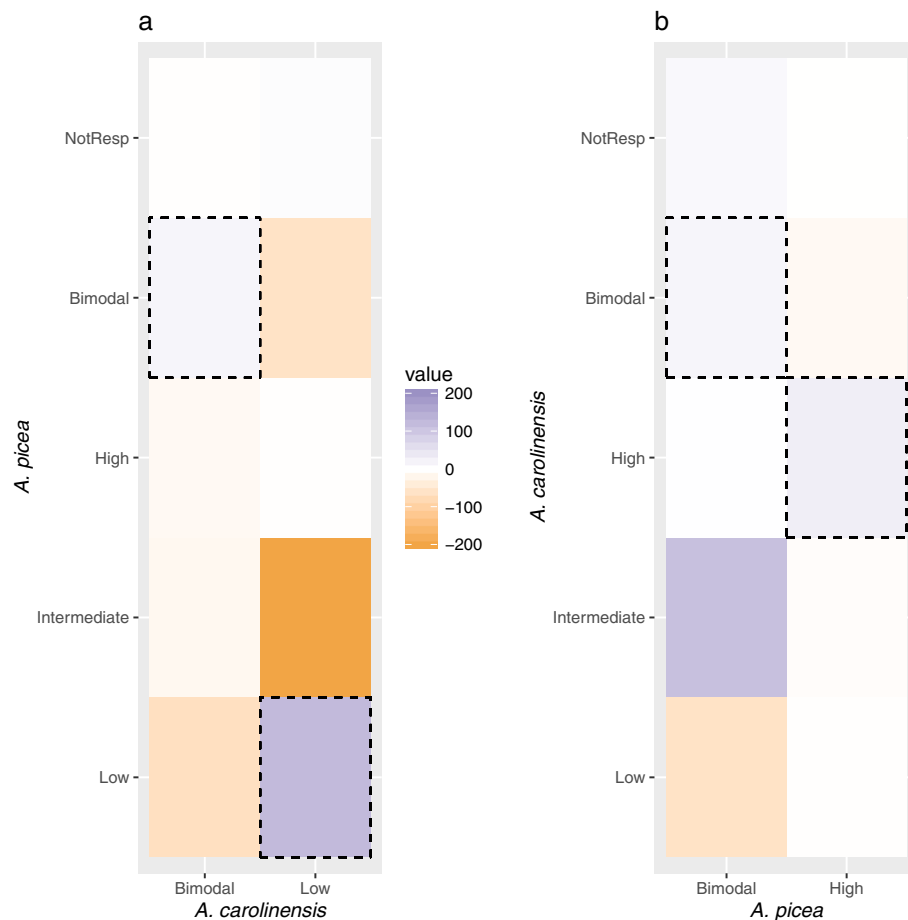 a
NotResp
Bimodal
High
Intermediate
Low
A. picea
Bimodal
Low
A. carolinensis
value
200
100
0
−100
−200
b
NotResp
Bimodal
High
Intermediate
Low
A. carolinensis
Bimodal
High
A. picea